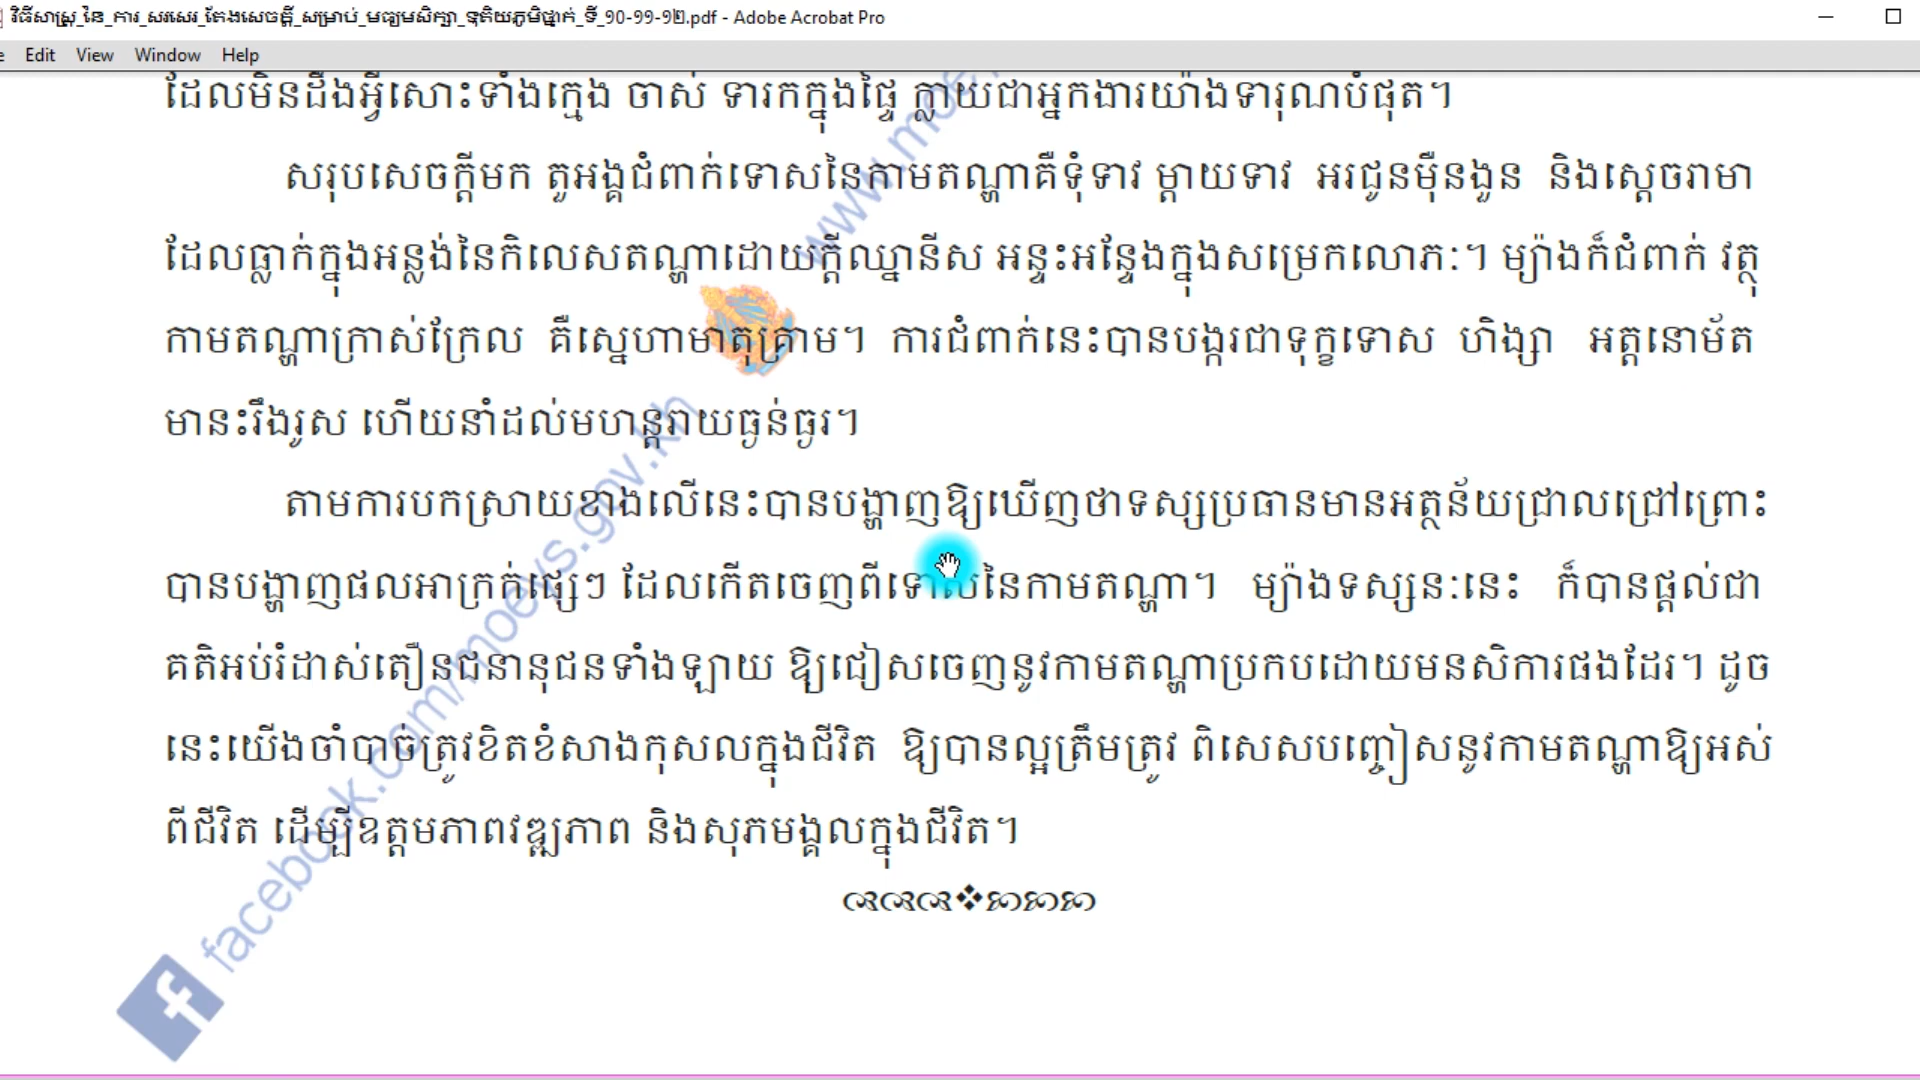 វិធីសាស្ត្រ_នៃ_ការ_សរសេរ_តែងសេចក្តី_សម្រាប់_មធ្យមសិក្សា_ទុតិយភូមិថ្នាក់_ទី_១០-១១-១២.pdf - Adobe Acrobat Pro
Edit View Window Help
ដែលមិនដឹងអ្វីសោះទាំងក្មេង ចាស់ ទារកក្នុងផ្ទៃ ក្លាយជាអ្នកងារយ៉ាងទារុណបំផុត។
សរុបសេចក្តីមក តួអង្គជំពាក់ទោសនៃកាមតណ្ហាគឺទុំទាវ ម្តាយទាវ អរជូនម៉ឺនងួន និងស្តេចរាមា
ដែលធ្លាក់ក្នុងអន្លង់នៃកិលេសតណ្ហាដោយក្តីឈ្នានីស អន្ទះអន្ទែងក្នុងសម្រេកលោភៈ។ ម្យ៉ាងក៏ជំពាក់ វត្ថុ
កាមតណ្ហាក្រាស់ក្រែល គឺស្នេហាមាតុគ្រាម។ ការជំពាក់នេះបានបង្ករជាទុក្ខទោស ហិង្សា អត្តនោម័ត
មានះរឹងរូស ហើយនាំដល់មហន្តរាយធ្ងន់ធ្ងរ។
តាមការបកស្រាយខាងលើនេះបានបង្ហាញឱ្យឃើញថាទស្សប្រធានមានអត្ថន័យជ្រាលជ្រៅព្រោះ
បានបង្ហាញផលអាក្រក់ផ្សេៗ ដែលកើតចេញពីទោសនៃកាមតណ្ហា។ ម្យ៉ាងទស្សនៈនេះ ក៏បានផ្តល់ជា
គតិអប់រំដាស់តឿនជនានុជនទាំងឡាយ ឱ្យជៀសចេញនូវកាមតណ្ហាប្រកបដោយមនសិការផងដែរ។ ដូច
នេះយើងចាំបាច់ត្រូវខិតខំសាងកុសលក្នុងជីវិត ឱ្យបានល្អត្រឹមត្រូវ ពិសេសបញ្ចៀសនូវកាមតណ្ហាឱ្យអស់
ពីជីវិត ដើម្បីឧត្តមភាពវឌ្ឍភាព និងសុភមង្គលក្នុងជីវិត។
facebook.com/moeys.gov.kh
www.moe